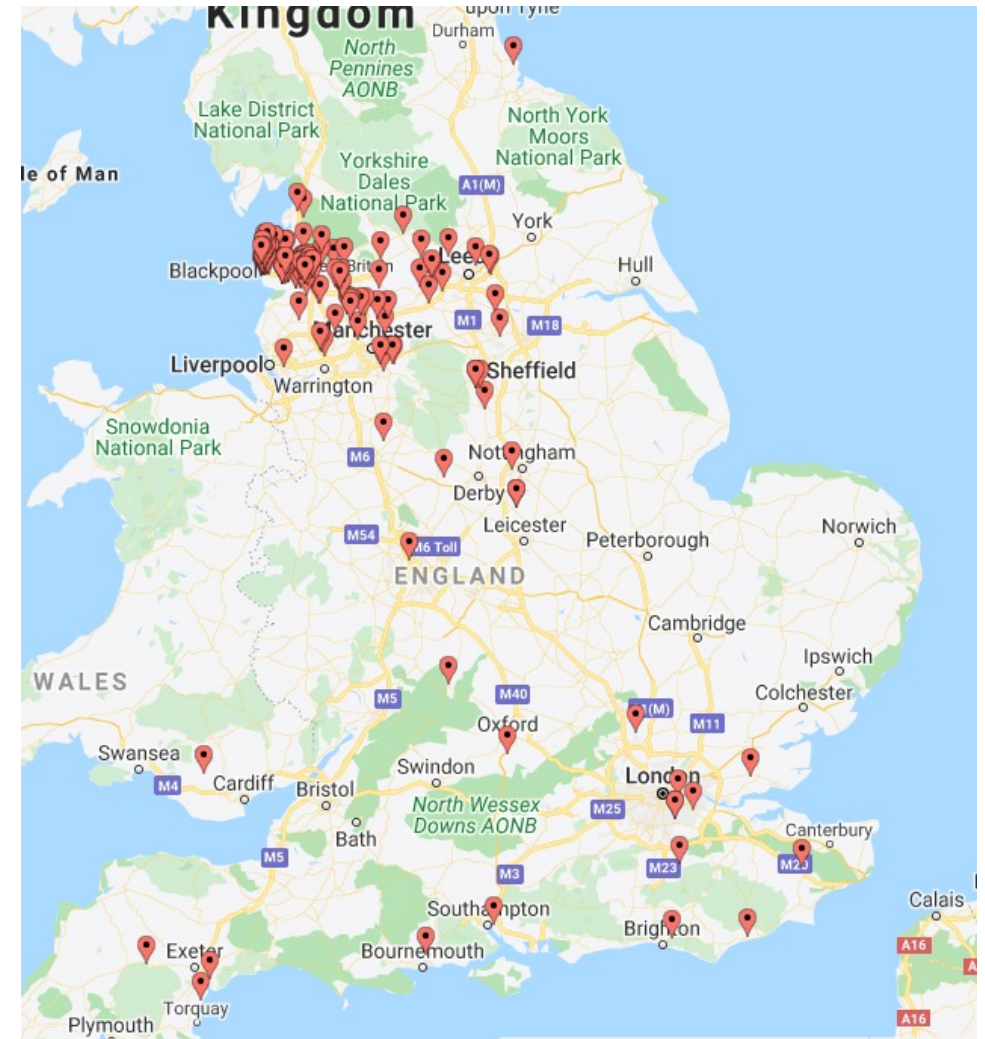 Kingdom
upon Tyne
Durham
North
Pennines
AONB
Lake District
National Park
North York
Moors
National Park
le of Man
Yorkshire
Dales
National Park
A1(M)
York
Blackpool
Hull
M1
M18
Manchester
Liverpool
Sheffield
Warrington
Snowdonia
National Park
M6
Nottingham
Derby
Leicester
Norwich
M54
M6 Toll
Peterborough
ENGLAND
Cambridge
Ipswich
WALES
M5
M40
Colchester
1(M)
M11
Oxford
Swansea
London
Swindon
M4
Cardiff
Bristol
North Wessex
Downs AONB
M25
Bath
Canterbury
M5
M23
M20
M3
Calais
Southampton
Brighton
Exeter
Bournemouth
A16
A
Torquay
Plymouth
A16